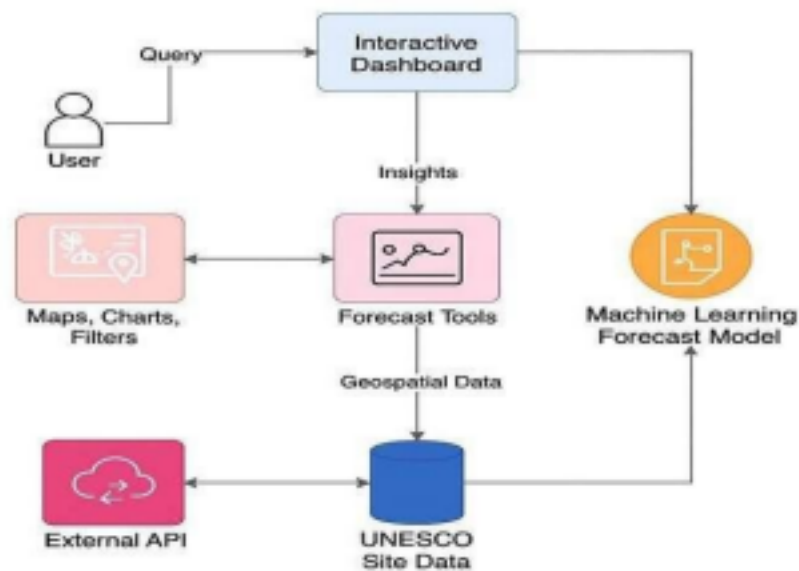 Interactive
Dashboard
Query
User
Insights
Maps, Charts,
Filters
Forecast Tools
Machine Learning
Forecast Model
Geospatial Data
External API
UNESCO
Site Data